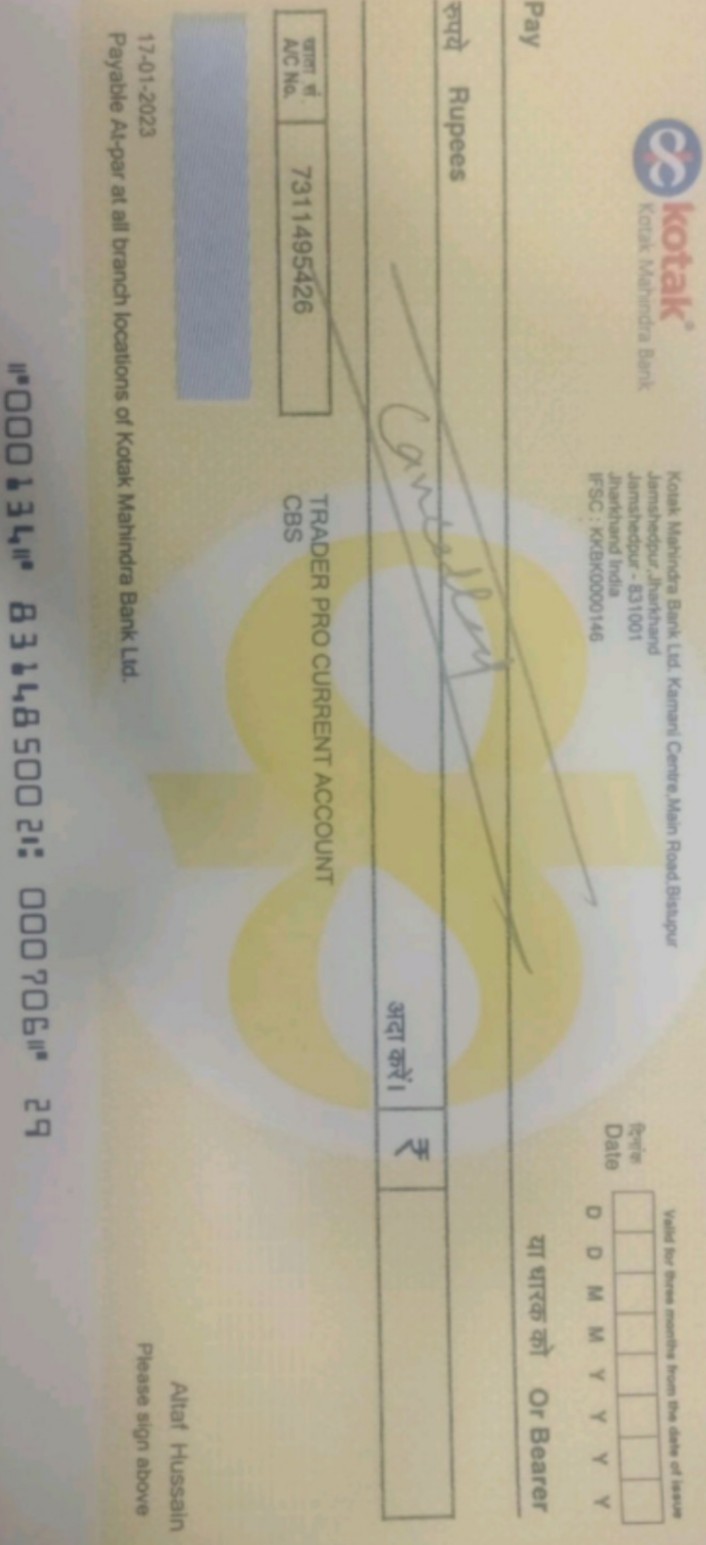 kotak®
Kotak Mahindra Bank
Kotak Mahindra Bank Ltd. Kamani Centre,Main Road,Bistupur
Jamshedpur,Jharkhand
Jamshedpur - 831001
Jharkhand India
IFSC : KKBK0000146
Valid for three months from the date of issue
दिनांक
Date
D D M M Y Y Y Y
Pay
या धारक को Or Bearer
रुपये Rupees
Cancelled
अदा करें।
₹
खाता सं.
A/C No.
7311495426
TRADER PRO CURRENT ACCOUNT
CBS
Altaf Hussain
Please sign above
17-01-2023
Payable At-par at all branch locations of Kotak Mahindra Bank Ltd.
⑈000134⑈ 831485002⑆ 000706⑈ 29